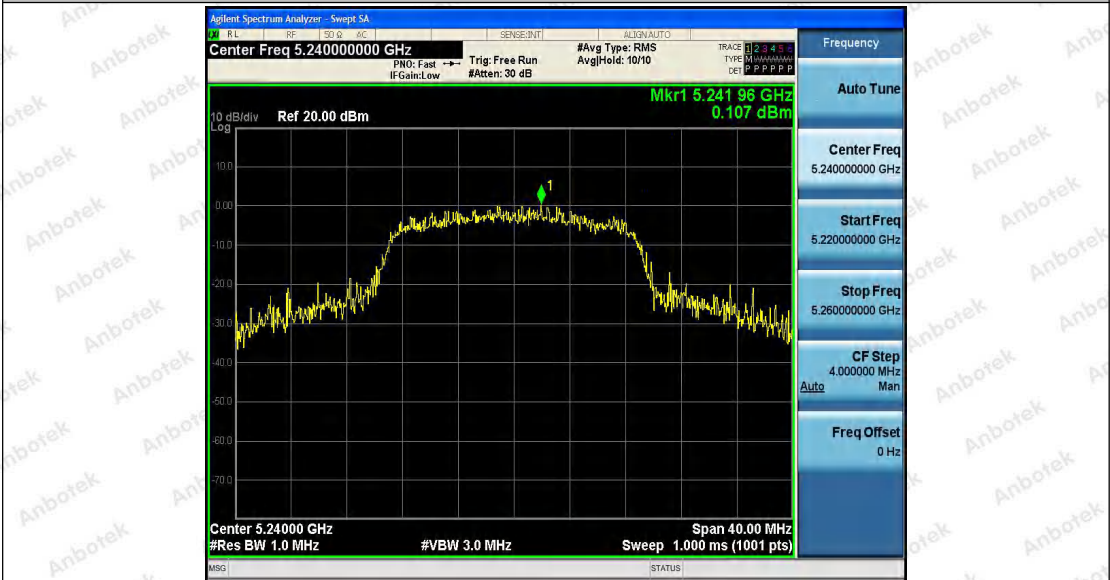 Agilent Spectrum Analyzer - Swept SA
RL RF 50 Ω AC SENSE:INT ALIGNAUTO
Center Freq 5.240000000 GHz
PNO: Fast
IFGain:Low
Trig: Free Run
#Atten: 30 dB
#Avg Type: RMS
Avg|Hold: 10/10
TRACE 1 2 3 4 5 6
TYPE M
DET P P P P P P
Mkr1 5.241 96 GHz
0.107 dBm
10 dB/div Ref 20.00 dBm
Log
10.0
0.00
-10.0
-20.0
-30.0
-40.0
-50.0
-60.0
-70.0
1
Center 5.24000 GHz Span 40.00 MHz
#Res BW 1.0 MHz #VBW 3.0 MHz Sweep 1.000 ms (1001 pts)
MSG STATUS
Frequency
Auto Tune
Center Freq
5.240000000 GHz
Start Freq
5.220000000 GHz
Stop Freq
5.260000000 GHz
CF Step
4.000000 MHz
Auto Man
Freq Offset
0 Hz
Anbotek